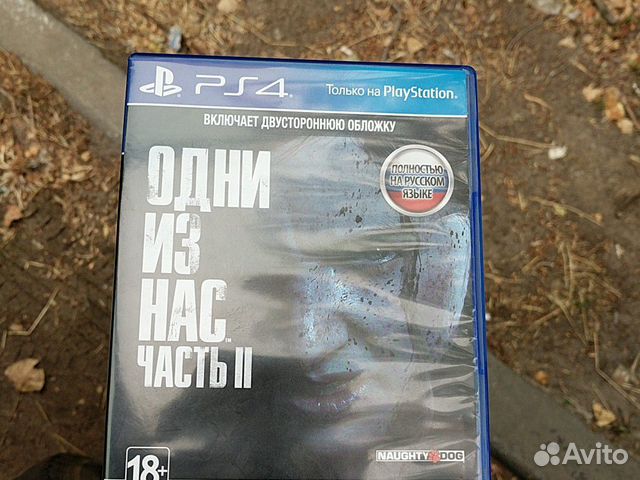 PS4
Только на PlayStation.
ВКЛЮЧАЕТ ДВУСТОРОННЮЮ ОБЛОЖКУ
ОДНИ
ИЗ
НАС™
ЧАСТЬ II
ПОЛНОСТЬЮ
НА РУССКОМ
ЯЗЫКЕ
18+
NAUGHTY DOG
Avito